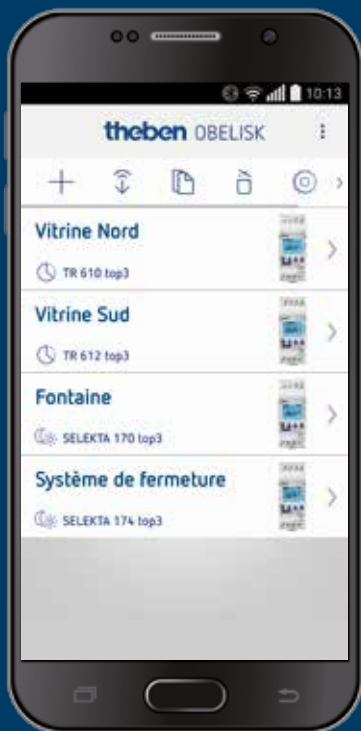 10:13
theben OBELISK
Vitrine Nord
TR 610 top3
Vitrine Sud
TR 612 top3
Fontaine
SELEKTA 170 top3
Système de fermeture
SELEKTA 174 top3